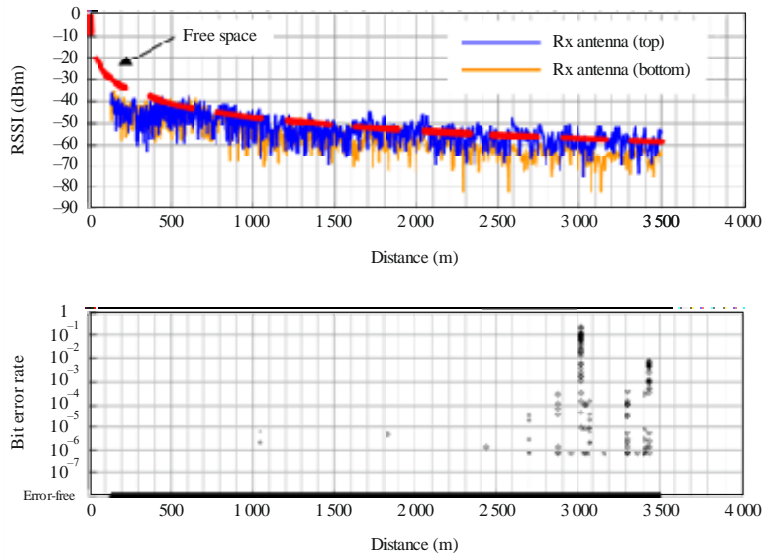 0
–10
–20
–30
–40
–50
–60
–70
–80
–90
RSSI (dBm)
Free space
Rx antenna (top)
Rx antenna (bottom)
0 500 1 000 1 500 2 000 2 500 3 000 3 500 4 000
Distance (m)
1
10⁻¹
10⁻²
10⁻³
10⁻⁴
10⁻⁵
10⁻⁶
10⁻⁷
Error-free
Bit error rate
0 500 1 000 1 500 2 000 2 500 3 000 3 500 4 000
Distance (m)